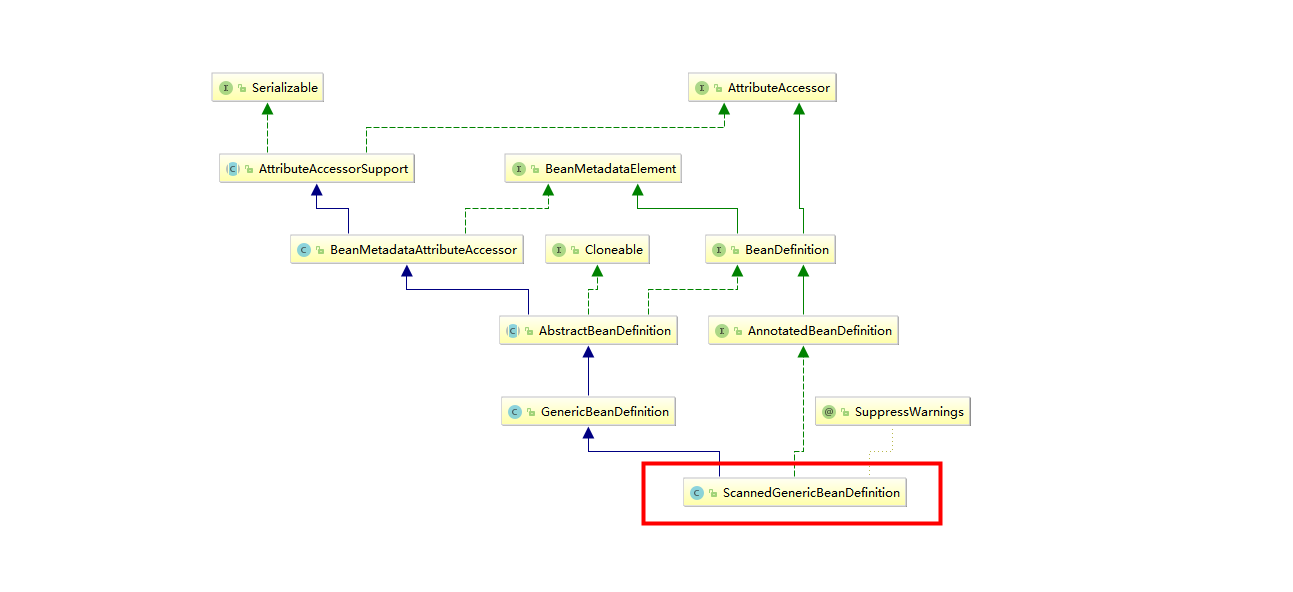 Serializable
AttributeAccessor
AttributeAccessorSupport
BeanMetadataElement
BeanMetadataAttributeAccessor
Cloneable
BeanDefinition
AbstractBeanDefinition
AnnotatedBeanDefinition
GenericBeanDefinition
SuppressWarnings
ScannedGenericBeanDefinition